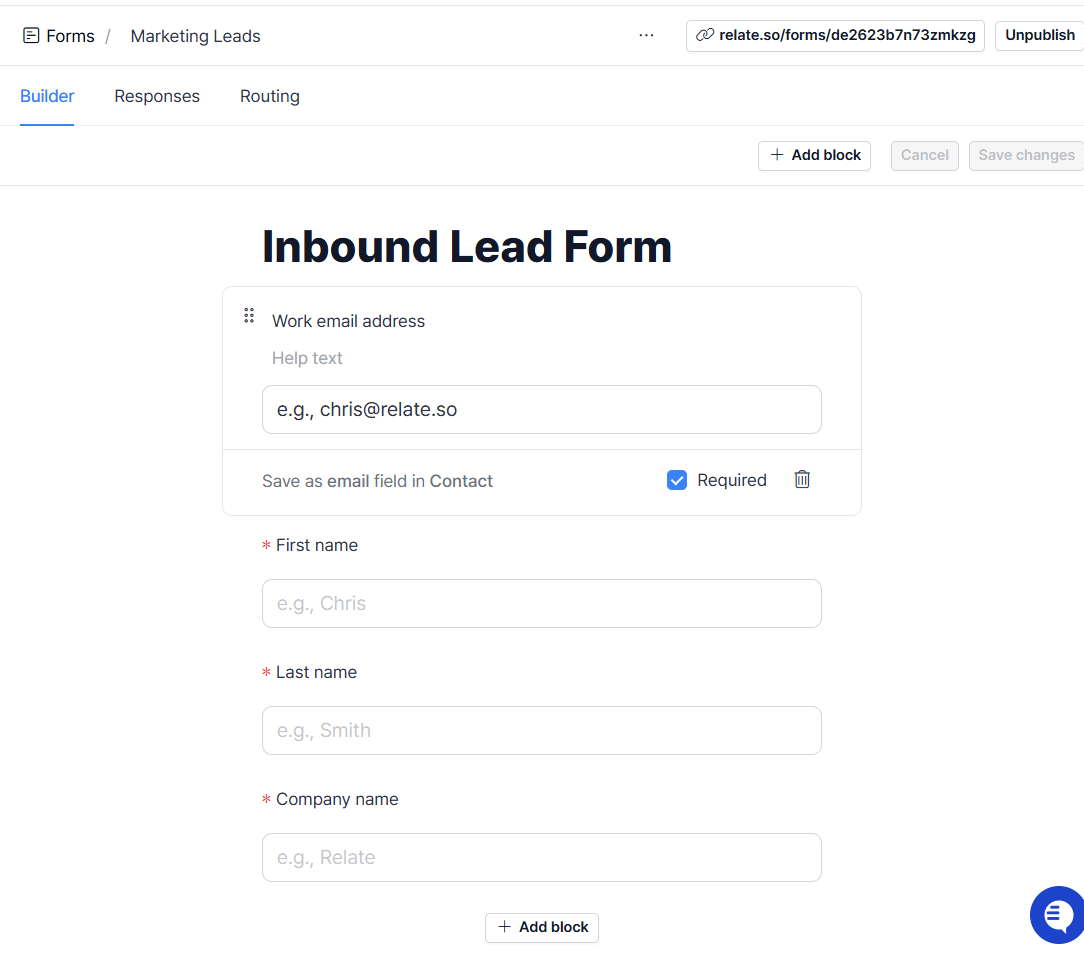 Forms / Marketing Leads ... relate.so/forms/de2623b7n73zmkzg Unpublish
Builder Responses Routing
+ Add block Cancel Save changes
Inbound Lead Form
Work email address
Help text
e.g., chris@relate.so
Save as email field in Contact Required
* First name
e.g., Chris
* Last name
e.g., Smith
* Company name
e.g., Relate
+ Add block